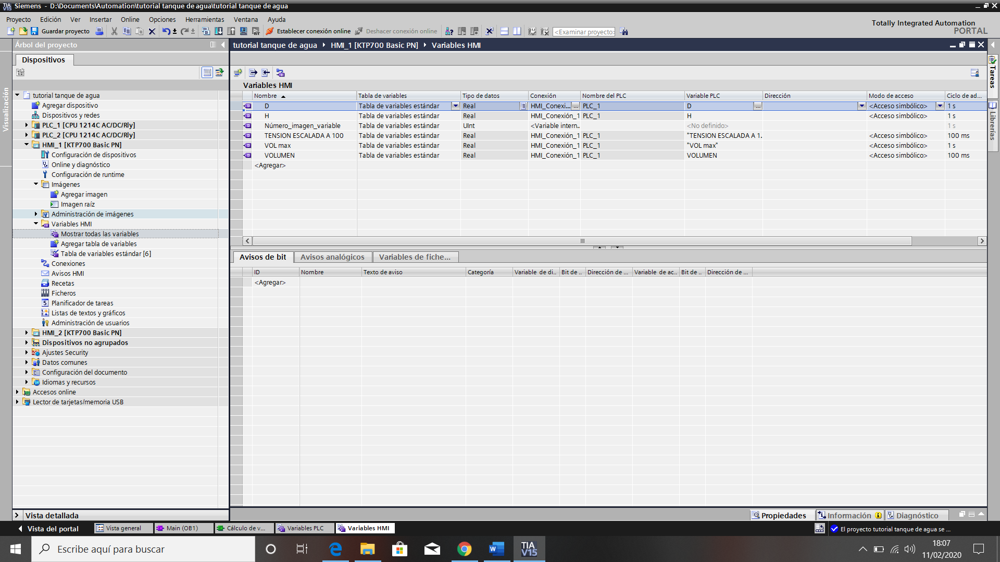 Siemens - D:\Documents\Automation\tutorial tanque de agua\tutorial tanque de agua
Proyecto Edición Ver Insertar Online Opciones Herramientas Ventana Ayuda
Totally Integrated Automation
PORTAL
Guardar proyecto Establecer conexión online Deshacer conexión online <Examinar proyecto>
Árbol del proyecto
tutorial tanque de agua HMI_1 [KTP700 Basic PN] Variables HMI
Dispositivos
Visualización
Tareas
Librerías
tutorial tanque de agua
Agregar dispositivo
Dispositivos y redes
PLC_1 [CPU 1214C AC/DC/Rly]
PLC_2 [CPU 1214C AC/DC/Rly]
HMI_1 [KTP700 Basic PN]
Configuración de dispositivos
Online y diagnóstico
Configuración de runtime
Imágenes
Agregar imagen
Imagen raíz
Administración de imágenes
Variables HMI
Mostrar todas las variables
Agregar tabla de variables
Tabla de variables estándar [6]
Conexiones
Avisos HMI
Recetas
Ficheros
Planificador de tareas
Listas de textos y gráficos
Administración de usuarios
HMI_2 [KTP700 Basic PN]
Dispositivos no agrupados
Ajustes Security
Datos comunes
Configuración del documento
Idiomas y recursos
Accesos online
Lector de tarjetas/memoria USB
Vista detallada
Variables HMI
Nombre Tabla de variables Tipo de datos Conexión Nombre del PLC Variable PLC Dirección Modo de acceso Ciclo de ad...
D Tabla de variables estándar Real HMI_Conexi... PLC_1 D <Acceso simbólico> 1 s
H Tabla de variables estándar Real HMI_Conexión_1 PLC_1 H <Acceso simbólico> 1 s
Número_imagen_variable Tabla de variables estándar UInt <Variable intern.. <No definido> 1 s
TENSION ESCALADA A 100 Tabla de variables estándar Real HMI_Conexión_1 PLC_1 "TENSION ESCALADA A 1.. <Acceso simbólico> 100 ms
VOL max Tabla de variables estándar Real HMI_Conexión_1 PLC_1 "VOL max" <Acceso simbólico> 1 s
VOLUMEN Tabla de variables estándar Real HMI_Conexión_1 PLC_1 VOLUMEN <Acceso simbólico> 100 ms
<Agregar>
Avisos de bit Avisos analógicos Variables de fiche...
ID Nombre Texto de aviso Categoría Variable de di.. Bit de .. Dirección de ... Variable de ac.. Bit de .. Dirección de ...
<Agregar>
Propiedades Información Diagnóstico
Vista del portal Vista general Main (OB1) Cálculo de v... Variables PLC Variables HMI
El proyecto tutorial tanque de agua se ...
Escribe aquí para buscar
TIA
V15
18:07
11/02/2020